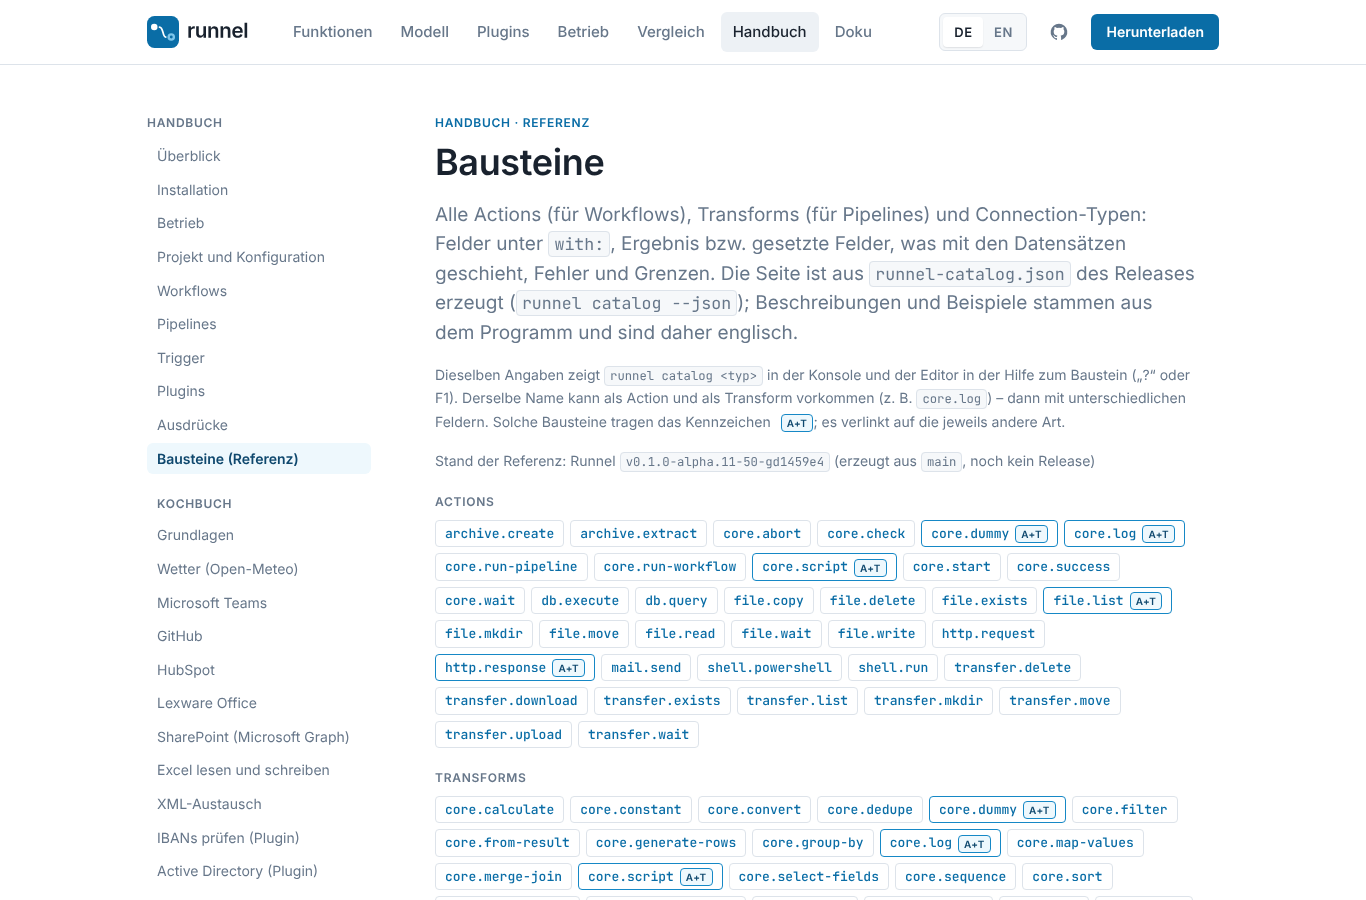 runnel
Funktionen
Modell
Plugins
Betrieb
Vergleich
Handbuch
Doku
DE
EN
Herunterladen
HANDBUCH
Überblick
Installation
Betrieb
Projekt und Konfiguration
Workflows
Pipelines
Trigger
Plugins
Ausdrücke
Bausteine (Referenz)
KOCHBUCH
Grundlagen
Wetter (Open-Meteo)
Microsoft Teams
GitHub
HubSpot
Lexware Office
SharePoint (Microsoft Graph)
Excel lesen und schreiben
XML-Austausch
IBANs prüfen (Plugin)
Active Directory (Plugin)
HANDBUCH · REFERENZ
Bausteine
Alle Actions (für Workflows), Transforms (für Pipelines) und Connection-Typen:
Felder unter with:, Ergebnis bzw. gesetzte Felder, was mit den Datensätzen
geschieht, Fehler und Grenzen. Die Seite ist aus runnel-catalog.json des Releases
erzeugt (runnel catalog --json); Beschreibungen und Beispiele stammen aus
dem Programm und sind daher englisch.
Dieselben Angaben zeigt runnel catalog <typ> in der Konsole und der Editor in der Hilfe zum Baustein („?“ oder
F1). Derselbe Name kann als Action und als Transform vorkommen (z. B. core.log) – dann mit unterschiedlichen
Feldern. Solche Bausteine tragen das Kennzeichen A+T; es verlinkt auf die jeweils andere Art.
Stand der Referenz: Runnel v0.1.0-alpha.11-50-gd1459e4 (erzeugt aus main, noch kein Release)
ACTIONS
archive.create archive.extract core.abort core.check core.dummy A+T core.log A+T
core.run-pipeline core.run-workflow core.script A+T core.start core.success
core.wait db.execute db.query file.copy file.delete file.exists file.list A+T
file.mkdir file.move file.read file.wait file.write http.request
http.response A+T mail.send shell.powershell shell.run transfer.delete
transfer.download transfer.exists transfer.list transfer.mkdir transfer.move
transfer.upload transfer.wait
TRANSFORMS
core.calculate core.constant core.convert core.dedupe core.dummy A+T core.filter
core.from-result core.generate-rows core.group-by core.log A+T core.map-values
core.merge-join core.script A+T core.select-fields core.sequence core.sort